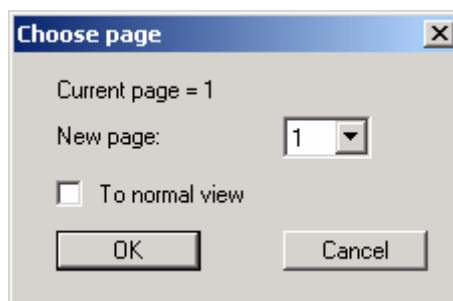 Choose page
Current page = 1
New page: 1
To normal view
OK Cancel